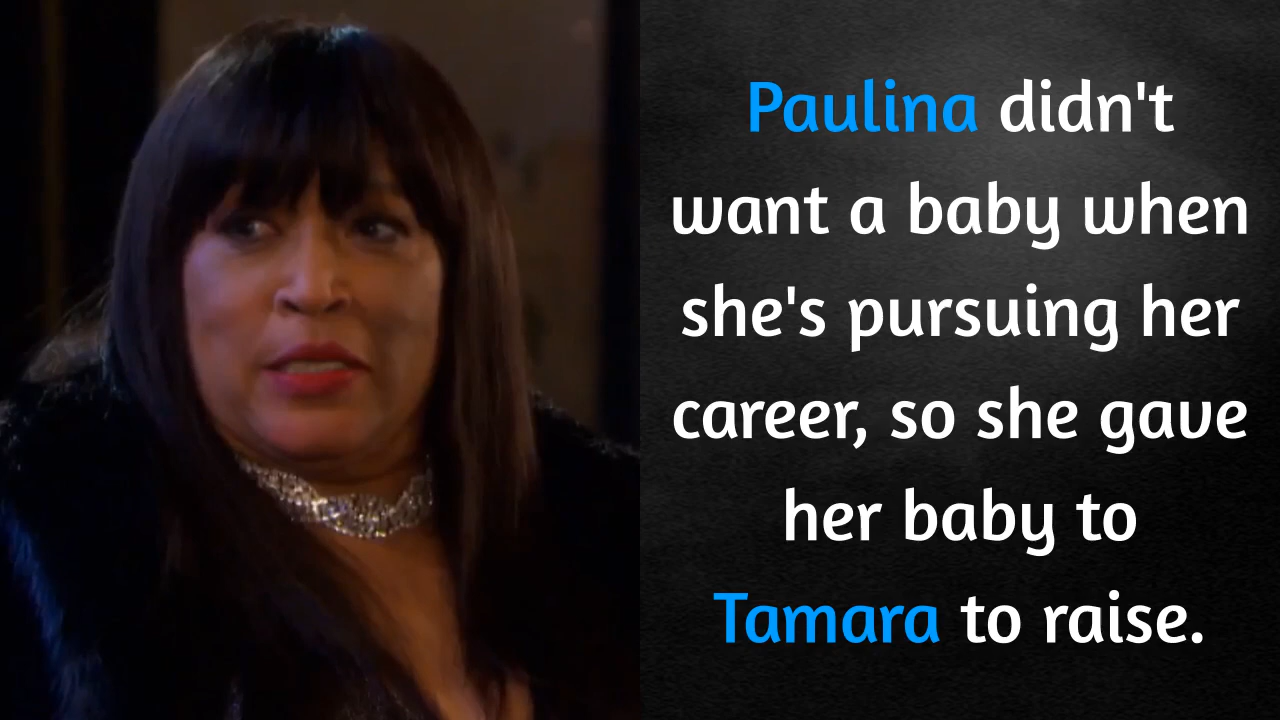 Paulina didn't
want a baby when
she's pursuing her
career, so she gave
her baby to
Tamara to raise.